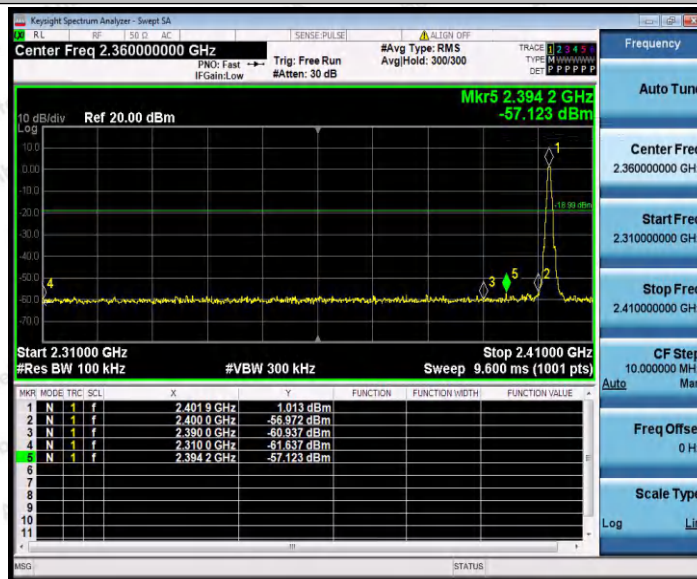 Keysight Spectrum Analyzer - Swept SA
RL RF 50 Ω AC SENSE:PULSE ALIGN OFF
Center Freq 2.360000000 GHz
PNO: Fast
IFGain:Low
Trig: Free Run
#Atten: 30 dB
#Avg Type: RMS
Avg|Hold: 300/300
TRACE 1 2 3 4 5 6
TYPE M WWWWW
DET P P P P P P
Mkr5 2.394 2 GHz
-57.123 dBm
10 dB/div Ref 20.00 dBm
Log
10.0
0.00
-10.0
-20.0
-30.0
-40.0
-50.0
-60.0
-70.0
-18.99 dBm
1
2
3
4
5
Start 2.31000 GHz Stop 2.41000 GHz
#Res BW 100 kHz #VBW 300 kHz Sweep 9.600 ms (1001 pts)
MKR MODE TRC SCL X Y FUNCTION FUNCTION WIDTH FUNCTION VALUE
1 N 1 f 2.401 9 GHz 1.013 dBm
2 N 1 f 2.400 0 GHz -56.972 dBm
3 N 1 f 2.390 0 GHz -60.937 dBm
4 N 1 f 2.310 0 GHz -61.637 dBm
5 N 1 f 2.394 2 GHz -57.123 dBm
6
7
8
9
10
11
MSG STATUS
Frequency
Auto Tune
Center Freq
2.360000000 GH
Start Freq
2.310000000 GH
Stop Freq
2.410000000 GH
CF Step
10.000000 MH
Auto Ma
Freq Offse
0 H
Scale Type
Log Li